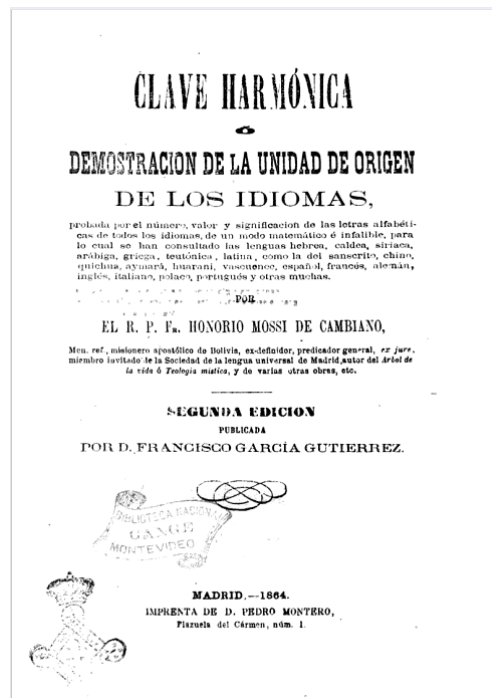 CLAVE HARMÓNICA
Ó
DEMOSTRACION DE LA UNIDAD DE ORIGEN
DE LOS IDIOMAS,
probada por el número, valor y significacion de las letras alfabéti-
cas de todos los idiomas, de un modo matemático é infalible, para
lo cual se han consultado las lenguas hebrea, caldea, siriaca,
arábiga, griega, teutónica, latina, como la del sanscrito, chino,
quichua, aymará, huarani, vascuence, español, francés, alemán,
inglés, italiano, polaco, portugués y otras muchas.
POR
EL R. P. Fr. HONORIO MOSSI DE CAMBIANO,
Men. ref., misionero apostólico de Bolivia, ex-definidor, predicador general, ex jure,
miembro invitado de la Sociedad de la lengua universal de Madrid, autor del Arbol de
la vida ó Teologia mística, y de varias otras obras, etc.
SEGUNDA EDICION
PUBLICADA
POR D. FRANCISCO GARCÍA GUTIERREZ.
BIBLIOTECA NACIONAL
CANGE
MONTEVIDEO
MADRID.—1864.
IMPRENTA DE D. PEDRO MONTERO,
Plazuela del Cármen, núm. 1.